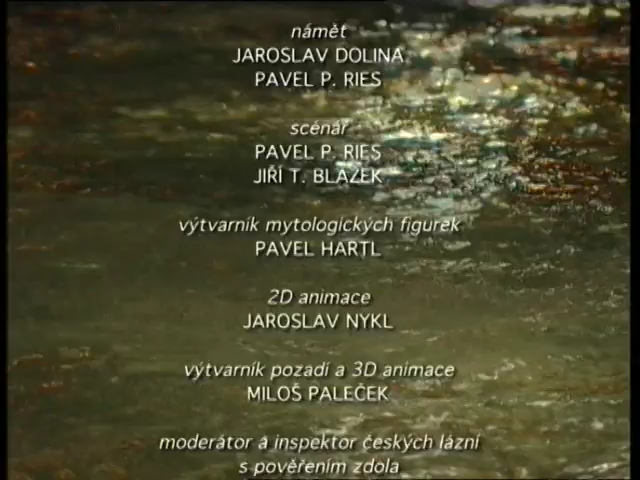 námět
JAROSLAV DOLINA
PAVEL P. RIES
scénář
PAVEL P. RIES
JIŘÍ T. BLAŽEK
výtvarník mytologických figurek
PAVEL HARTL
2D animace
JAROSLAV NYKL
výtvarník pozadí a 3D animace
MILOŠ PALEČEK
moderátor a inspektor českých lázní
s pověřením zdola